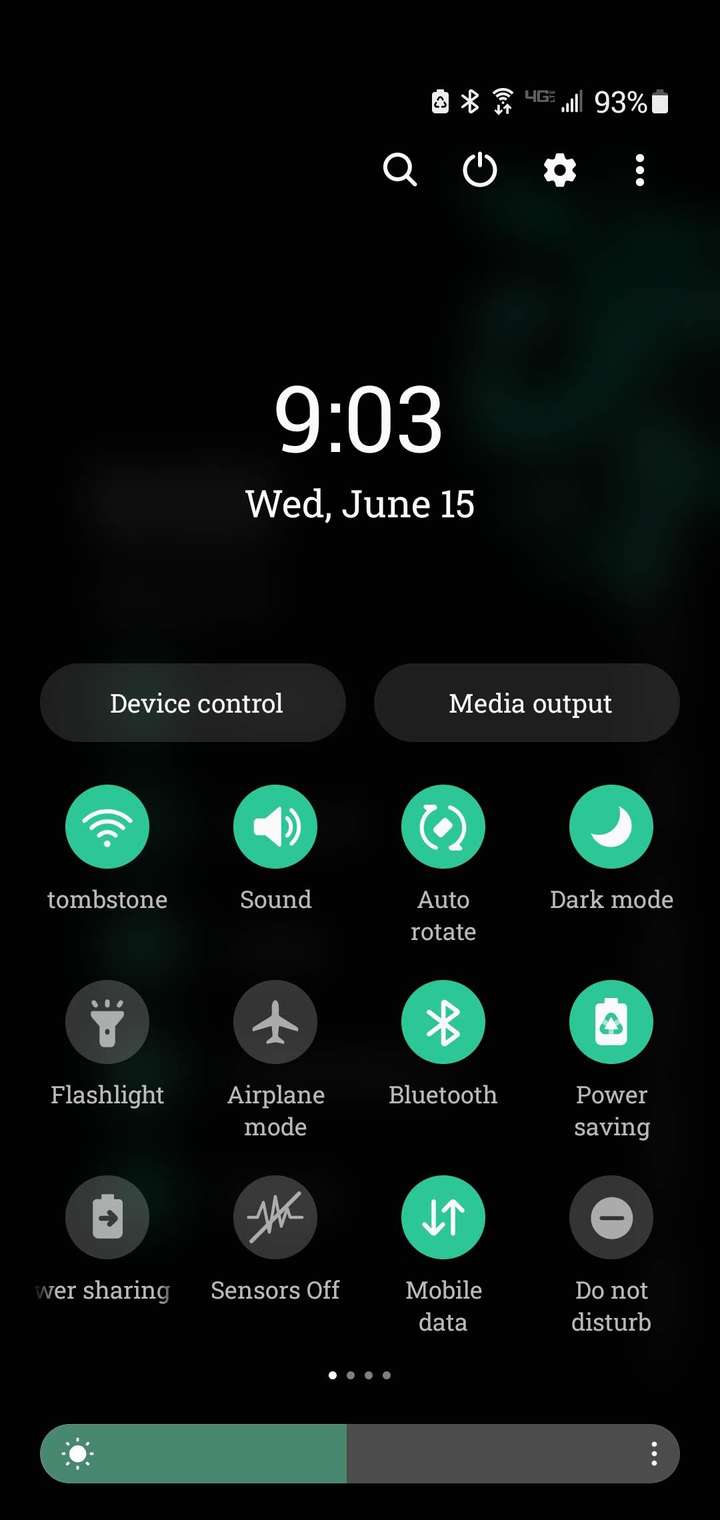 4G 93%
9:03
Wed, June 15
Device control Media output
tombstone Sound Auto rotate Dark mode
Flashlight Airplane mode Bluetooth Power saving
wer sharing Sensors Off Mobile data Do not disturb